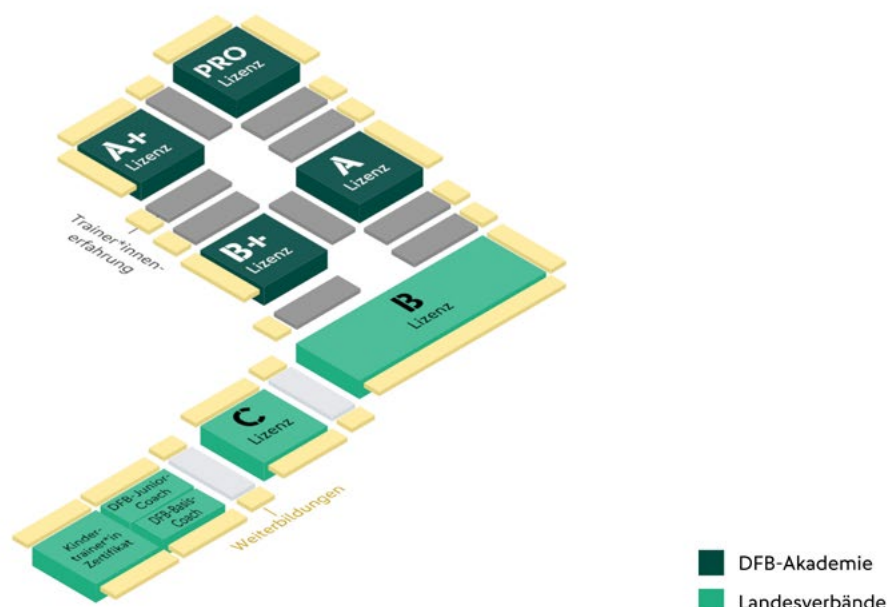 PRO
Lizenz
A+
Lizenz
A
Lizenz
Trainer*innen-
erfahrung
B+
Lizenz
B
Lizenz
C
Lizenz
DFB-Junior-
Coach
DFB-Basis-
Coach
Kinder-
trainer*in
Zertifikat
Weiterbildungen
DFB-Akademie
Landesverbände